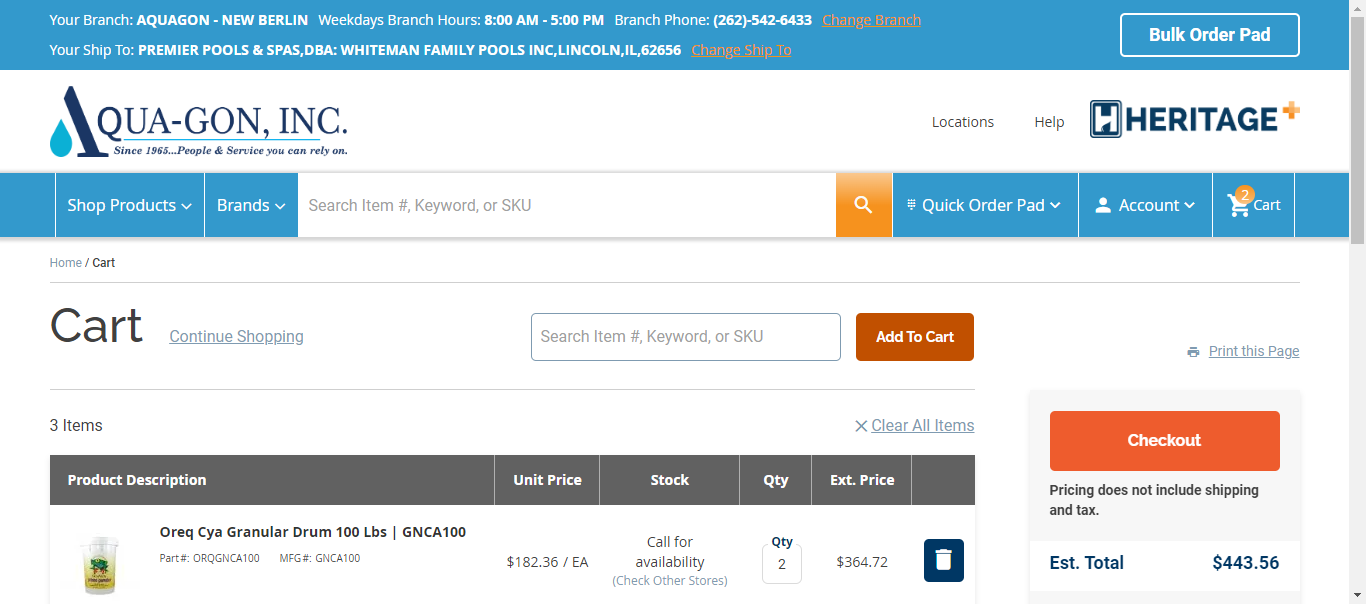 Your Branch: AQUAGON - NEW BERLIN Weekdays Branch Hours: 8:00 AM - 5:00 PM Branch Phone: (262)-542-6433 Change Branch
Your Ship To: PREMIER POOLS & SPAS,DBA: WHITEMAN FAMILY POOLS INC,LINCOLN,IL,62656 Change Ship To
Bulk Order Pad
AQUA-GON, INC.
Since 1965...People & Service you can rely on.
Locations Help HERITAGE+
Shop Products Brands Search Item #, Keyword, or SKU Quick Order Pad Account 2 Cart
Home / Cart
Cart Continue Shopping Search Item #, Keyword, or SKU Add To Cart
Print this Page
3 Items Clear All Items
Product Description Unit Price Stock Qty Ext. Price
Oreq Cya Granular Drum 100 Lbs | GNCA100
Part#: ORQGNCA100 MFG#: GNCA100
$182.36 / EA
Call for
availability
(Check Other Stores)
Qty
2
$364.72
Checkout
Pricing does not include shipping
and tax.
Est. Total $443.56